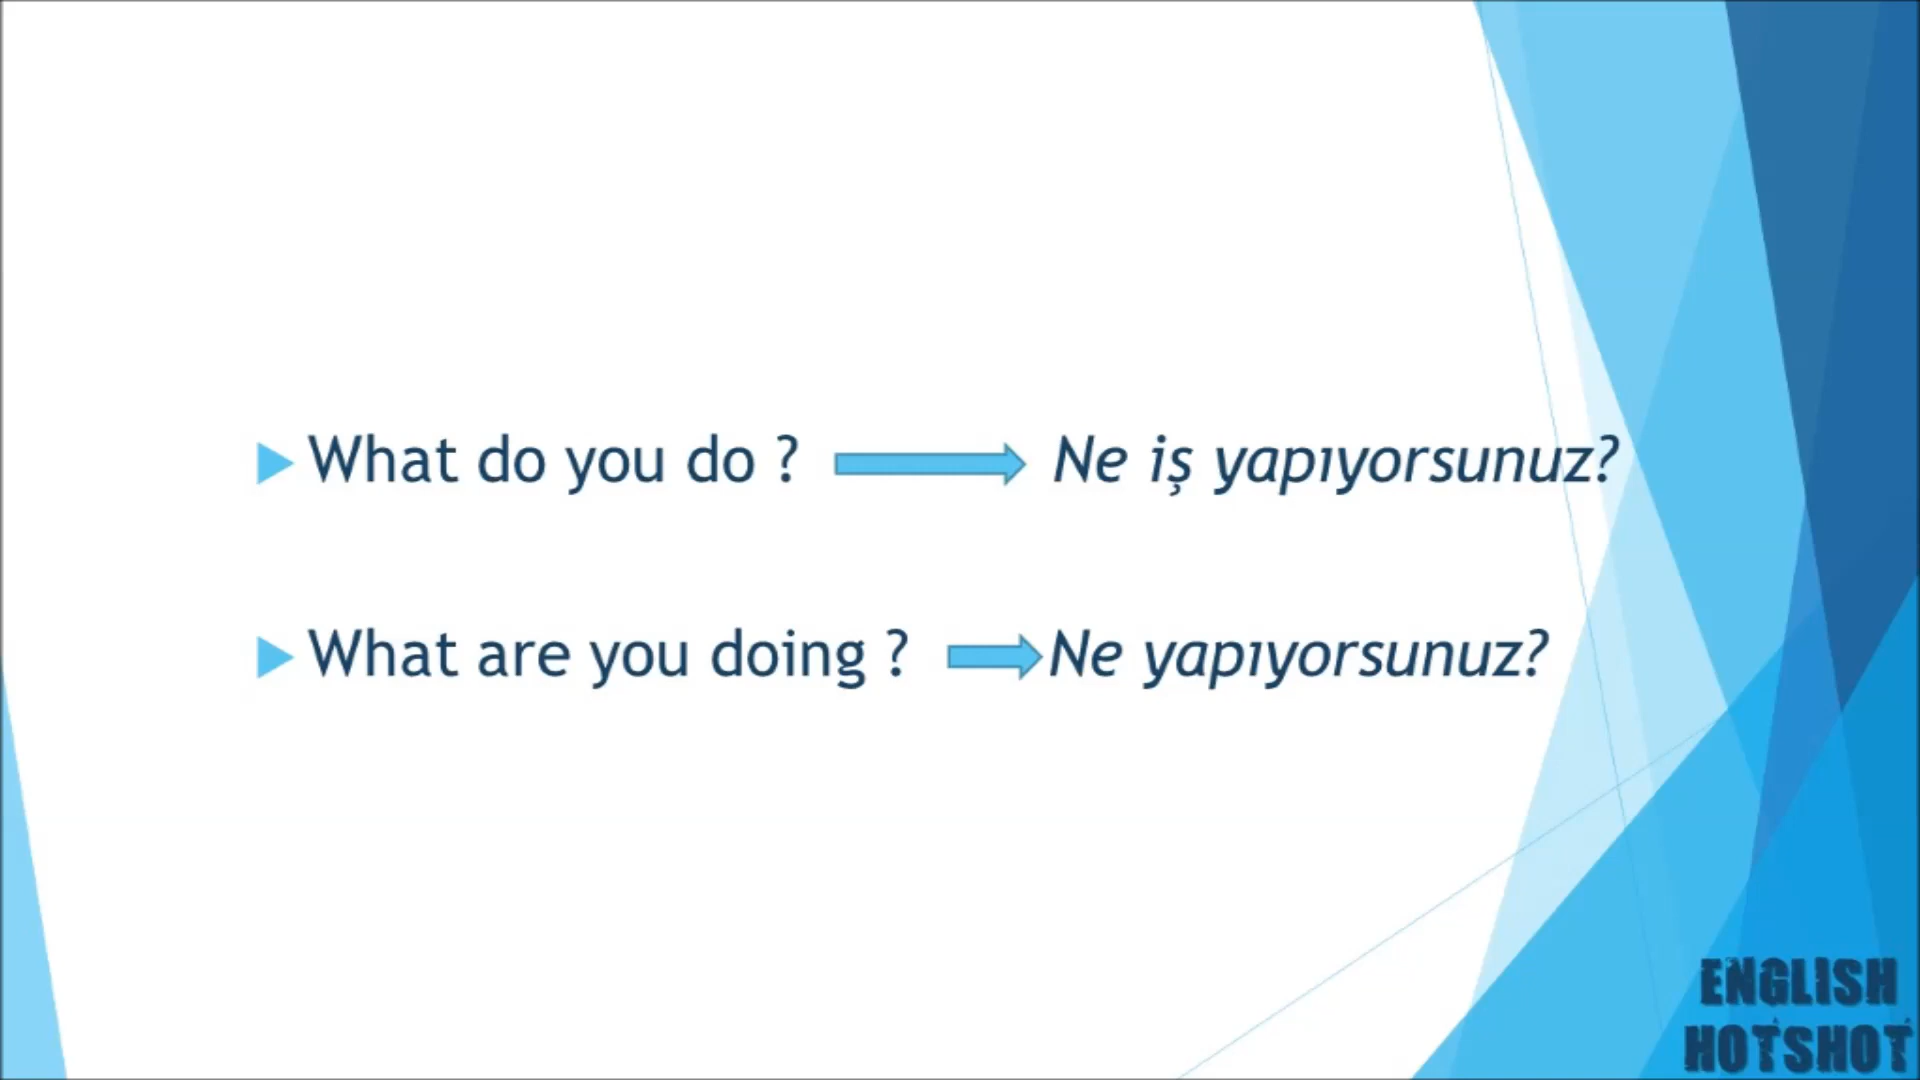 What do you do ? Ne iş yapıyorsunuz?
What are you doing ? Ne yapıyorsunuz?
ENGLISH
HOTSHOT